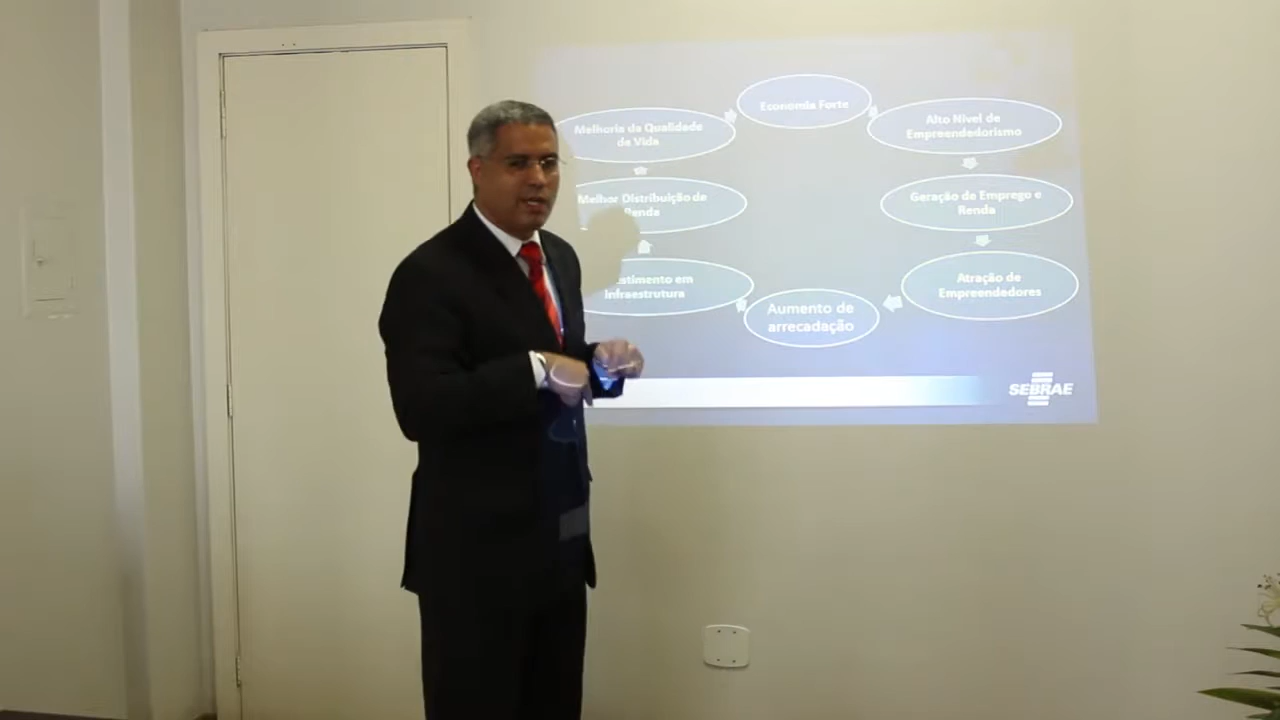 Economia Forte
Alto Nível de
Empreendedorismo
Geração de Emprego e
Renda
Atração de
Empreendedores
Aumento de
arrecadação
Infraestrutura
Melhor Distribuição de
Renda
Melhoria da Qualidade
de Vida
SEBRAE